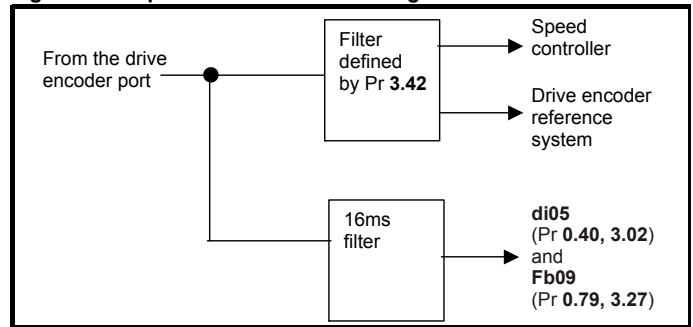 From the drive
encoder port
Filter
defined
by Pr 3.42
Speed
controller
Drive encoder
reference
system
16ms
filter
di05
(Pr 0.40, 3.02)
and
Fb09
(Pr 0.79, 3.27)